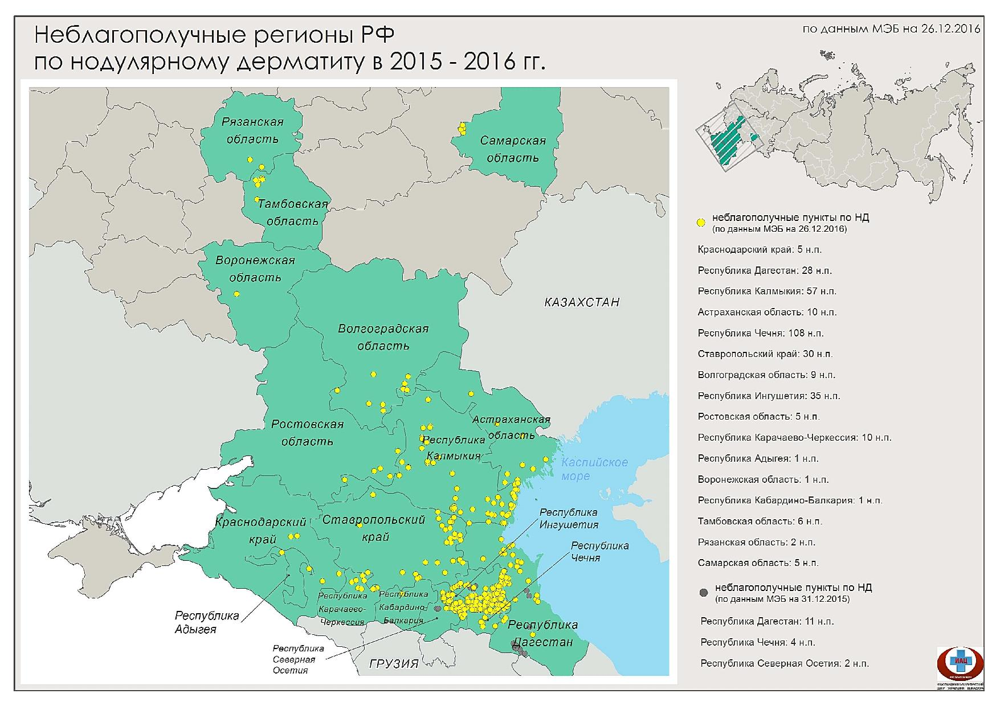 Неблагополучные регионы РФ
по нодулярному дерматиту в 2015 - 2016 гг.
по данным МЭБ на 26.12.2016
Рязанская
область
Самарская
область
Тамбовская
область
Воронежская
область
КАЗАХСТАН
Волгоградская
область
Ростовская
область
Астраханская
область
Республика
Калмыкия
Каспийское
море
Краснодарский
край
Ставропольский
край
Республика
Ингушетия
Республика
Чечня
Республика
Адыгея
Республика
Карачаево-
Черкессия
Республика
Кабардино-
Балкария
Республика
Северная
Осетия
ГРУЗИЯ
Республика
Дагестан
неблагополучные пункты по НД
(по данным МЭБ на 26.12.2016)
Краснодарский край: 5 н.п.
Республика Дагестан: 28 н.п.
Республика Калмыкия: 57 н.п.
Астраханская область: 10 н.п.
Республика Чечня: 108 н.п.
Ставропольский край: 30 н.п.
Волгоградская область: 9 н.п.
Республика Ингушетия: 35 н.п.
Ростовская область: 5 н.п.
Республика Карачаево-Черкессия: 10 н.п.
Республика Адыгея: 1 н.п.
Воронежская область: 1 н.п.
Республика Кабардино-Балкария: 1 н.п.
Тамбовская область: 6 н.п.
Рязанская область: 2 н.п.
Самарская область: 5 н.п.
неблагополучные пункты по НД
(по данным МЭБ на 31.12.2015)
Республика Дагестан: 11 н.п.
Республика Чечня: 4 н.п.
Республика Северная Осетия: 2 н.п.
ИАЦ